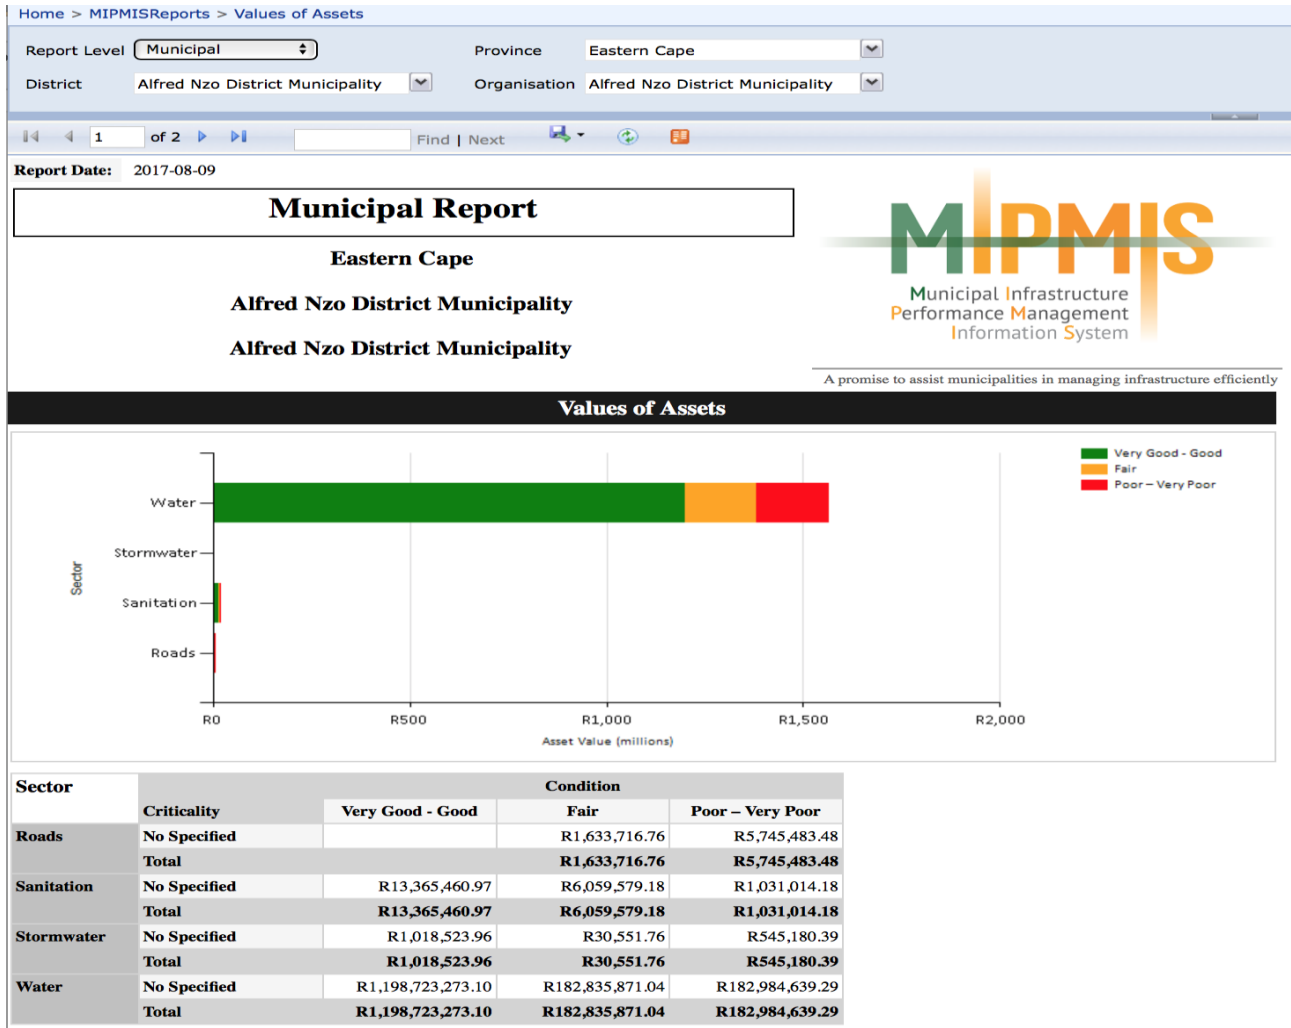 Home > MIPMISReports > Values of Assets
Report Level Municipal Province Eastern Cape
District Alfred Nzo District Municipality Organisation Alfred Nzo District Municipality
1 of 2 Find | Next
Report Date: 2017-08-09
Municipal Report
Eastern Cape
Alfred Nzo District Municipality
Alfred Nzo District Municipality
MIPMIS
Municipal Infrastructure
Performance Management
Information System
A promise to assist municipalities in managing infrastructure efficiently
Values of Assets
Very Good - Good
Fair
Poor – Very Poor
Sector
Water
Stormwater
Sanitation
Roads
R0 R500 R1,000 R1,500 R2,000
Asset Value (millions)
Sector Condition
Criticality Very Good - Good Fair Poor – Very Poor
Roads No Specified R1,633,716.76 R5,745,483.48
Total R1,633,716.76 R5,745,483.48
Sanitation No Specified R13,365,460.97 R6,059,579.18 R1,031,014.18
Total R13,365,460.97 R6,059,579.18 R1,031,014.18
Stormwater No Specified R1,018,523.96 R30,551.76 R545,180.39
Total R1,018,523.96 R30,551.76 R545,180.39
Water No Specified R1,198,723,273.10 R182,835,871.04 R182,984,639.29
Total R1,198,723,273.10 R182,835,871.04 R182,984,639.29